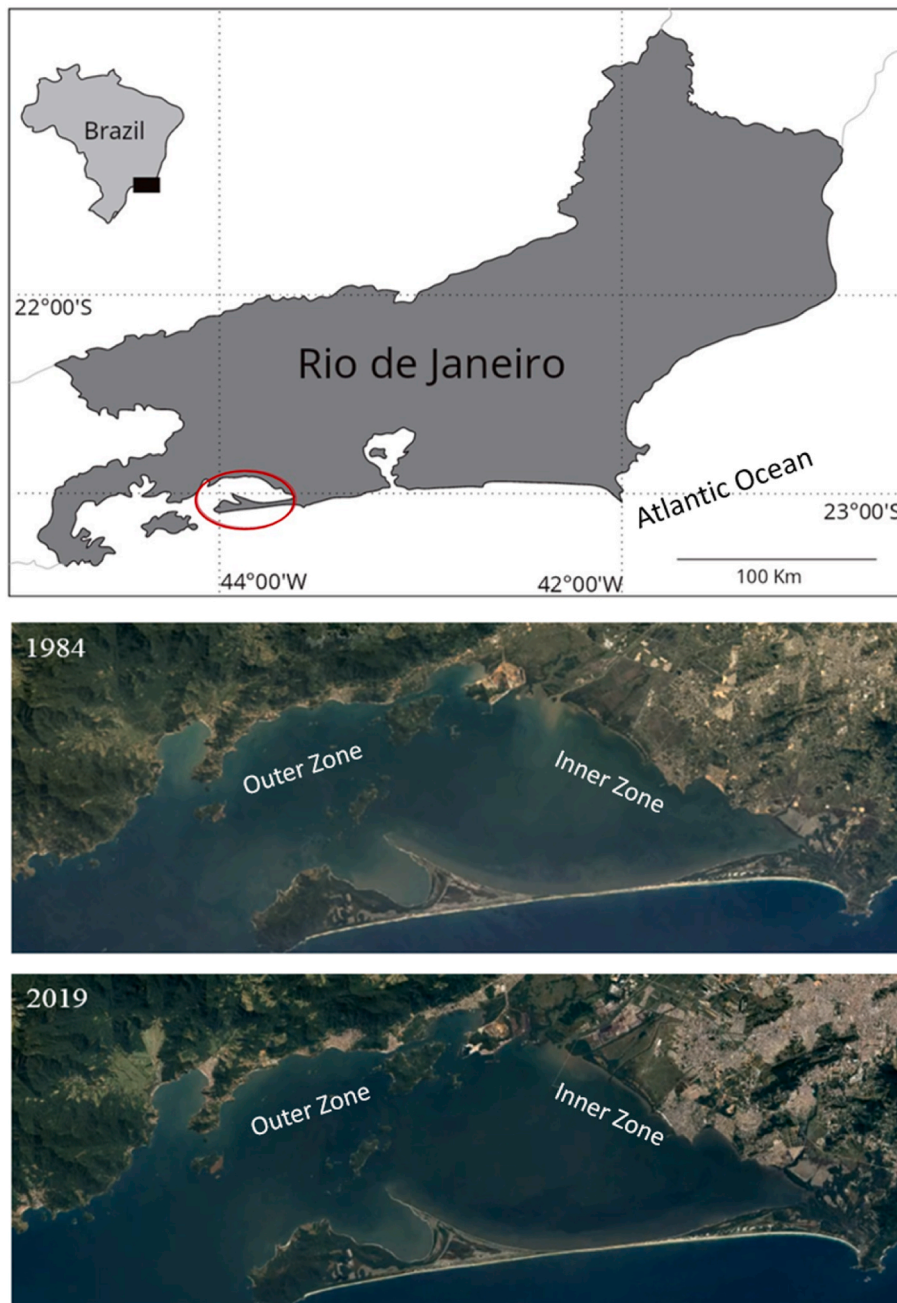 Brazil
22°00'S
Rio de Janeiro
Atlantic Ocean
23°00'S
44°00'W
42°00'W
100 Km
1984
Outer Zone
Inner Zone
2019
Outer Zone
Inner Zone